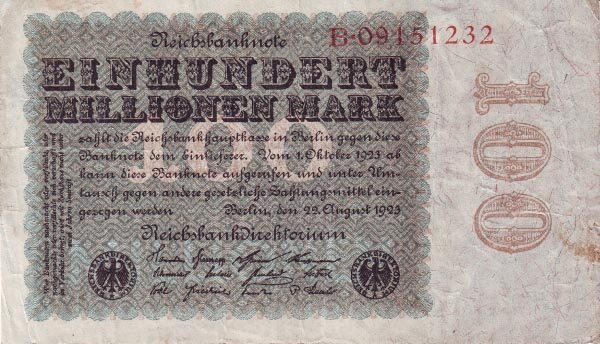 Reichsbanknote
B·09151232
EINHUNDERT
MILLIONEN MARK
zahlt die Reichsbankhauptkasse in Berlin gegen diese
Banknote dem Einlieferer. Vom 1. Oktober 1923 ab
kann diese Banknote aufgerufen und unter Um-
tausch gegen andere gesetzliche Zahlungsmittel ein-
gezogen werden
Berlin, den 22. August 1923
Reichsbankdirektorium
100
REICHSBANKDIREKTORIUM
REICHSBANKDIREKTORIUM